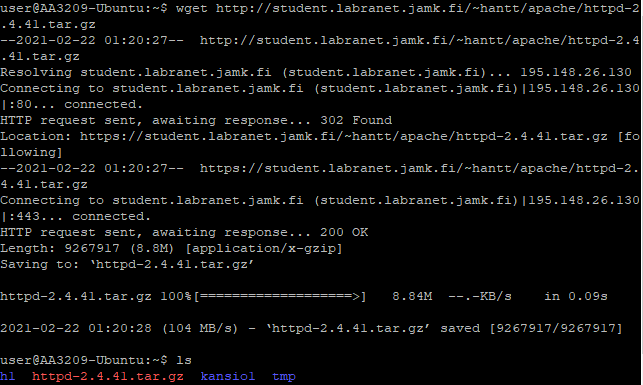 user@AA3209-Ubuntu:~$ wget http://student.labranet.jamk.fi/~hantt/apache/httpd-2
.4.41.tar.gz
--2021-02-22 01:20:27--  http://student.labranet.jamk.fi/~hantt/apache/httpd-2.4
.41.tar.gz
Resolving student.labranet.jamk.fi (student.labranet.jamk.fi)... 195.148.26.130
Connecting to student.labranet.jamk.fi (student.labranet.jamk.fi)|195.148.26.130
|:80... connected.
HTTP request sent, awaiting response... 302 Found
Location: https://student.labranet.jamk.fi/~hantt/apache/httpd-2.4.41.tar.gz [fo
llowing]
--2021-02-22 01:20:27--  https://student.labranet.jamk.fi/~hantt/apache/httpd-2.
4.41.tar.gz
Connecting to student.labranet.jamk.fi (student.labranet.jamk.fi)|195.148.26.130
|:443... connected.
HTTP request sent, awaiting response... 200 OK
Length: 9267917 (8.8M) [application/x-gzip]
Saving to: ‘httpd-2.4.41.tar.gz’
httpd-2.4.41.tar.gz 100%[===================>]   8.84M  --.-KB/s    in 0.09s
2021-02-22 01:20:28 (104 MB/s) - ‘httpd-2.4.41.tar.gz’ saved [9267917/9267917]
user@AA3209-Ubuntu:~$ ls
h1  httpd-2.4.41.tar.gz  kansio1  tmp